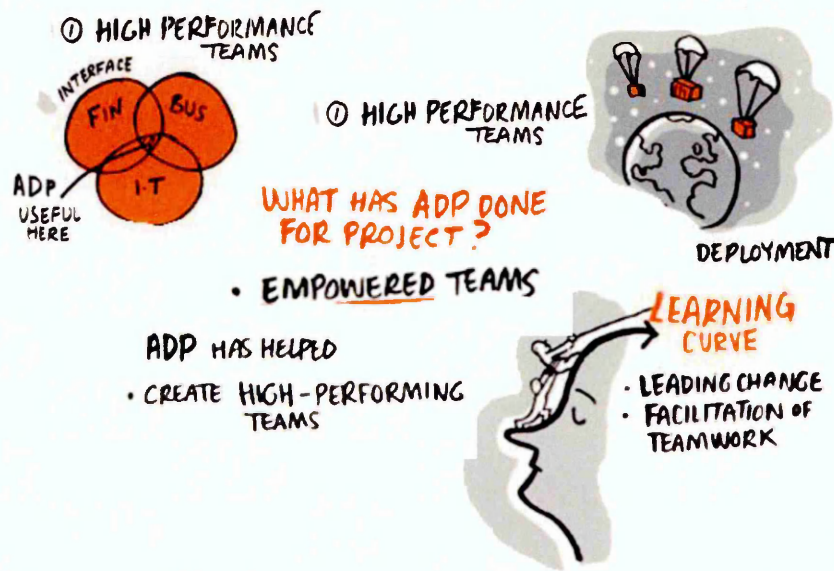 ① HIGH PERFORMANCE
TEAMS
INTERFACE
FIN
BUS
I.T
ADP
USEFUL
HERE
① HIGH PERFORMANCE
TEAMS
DEPLOYMENT
WHAT HAS ADP DONE
FOR PROJECT?
• EMPOWERED TEAMS
ADP HAS HELPED
• CREATE HIGH-PERFORMING
TEAMS
LEARNING
CURVE
• LEADING CHANGE
• FACILITATION OF
TEAMWORK